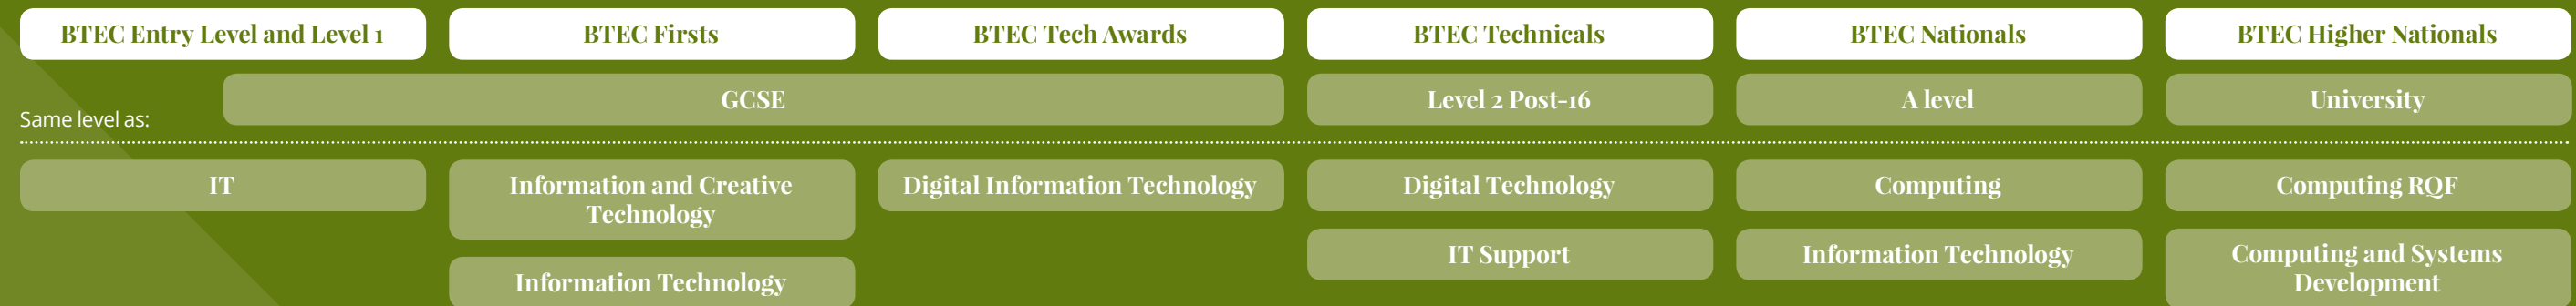 BTEC Entry Level and Level 1
BTEC Firsts
BTEC Tech Awards
BTEC Technicals
BTEC Nationals
BTEC Higher Nationals
Same level as:
GCSE
Level 2 Post-16
A level
University
IT
Information and Creative
Technology
Digital Information Technology
Digital Technology
Computing
Computing RQF
Information Technology
IT Support
Information Technology
Computing and Systems
Development